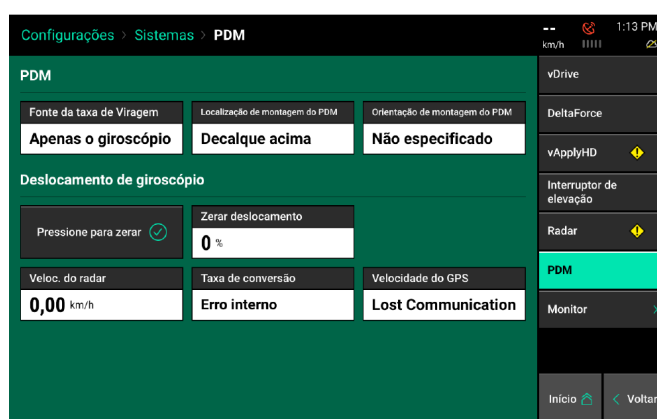 Configurações > Sistemas > PDM
--
km/h
1:13 PM
PDM
Fonte da taxa de Viragem
Apenas o giroscópio
Localização de montagem do PDM
Decalque acima
Orientação de montagem do PDM
Não especificado
Deslocamento de giroscópio
Pressione para zerar
Zerar deslocamento
0 %
Veloc. do radar
0,00 km/h
Taxa de conversão
Erro interno
Velocidade do GPS
Lost Communication
vDrive
DeltaForce
vApplyHD
Interruptor de
elevação
Radar
PDM
Monitor
Início
Voltar